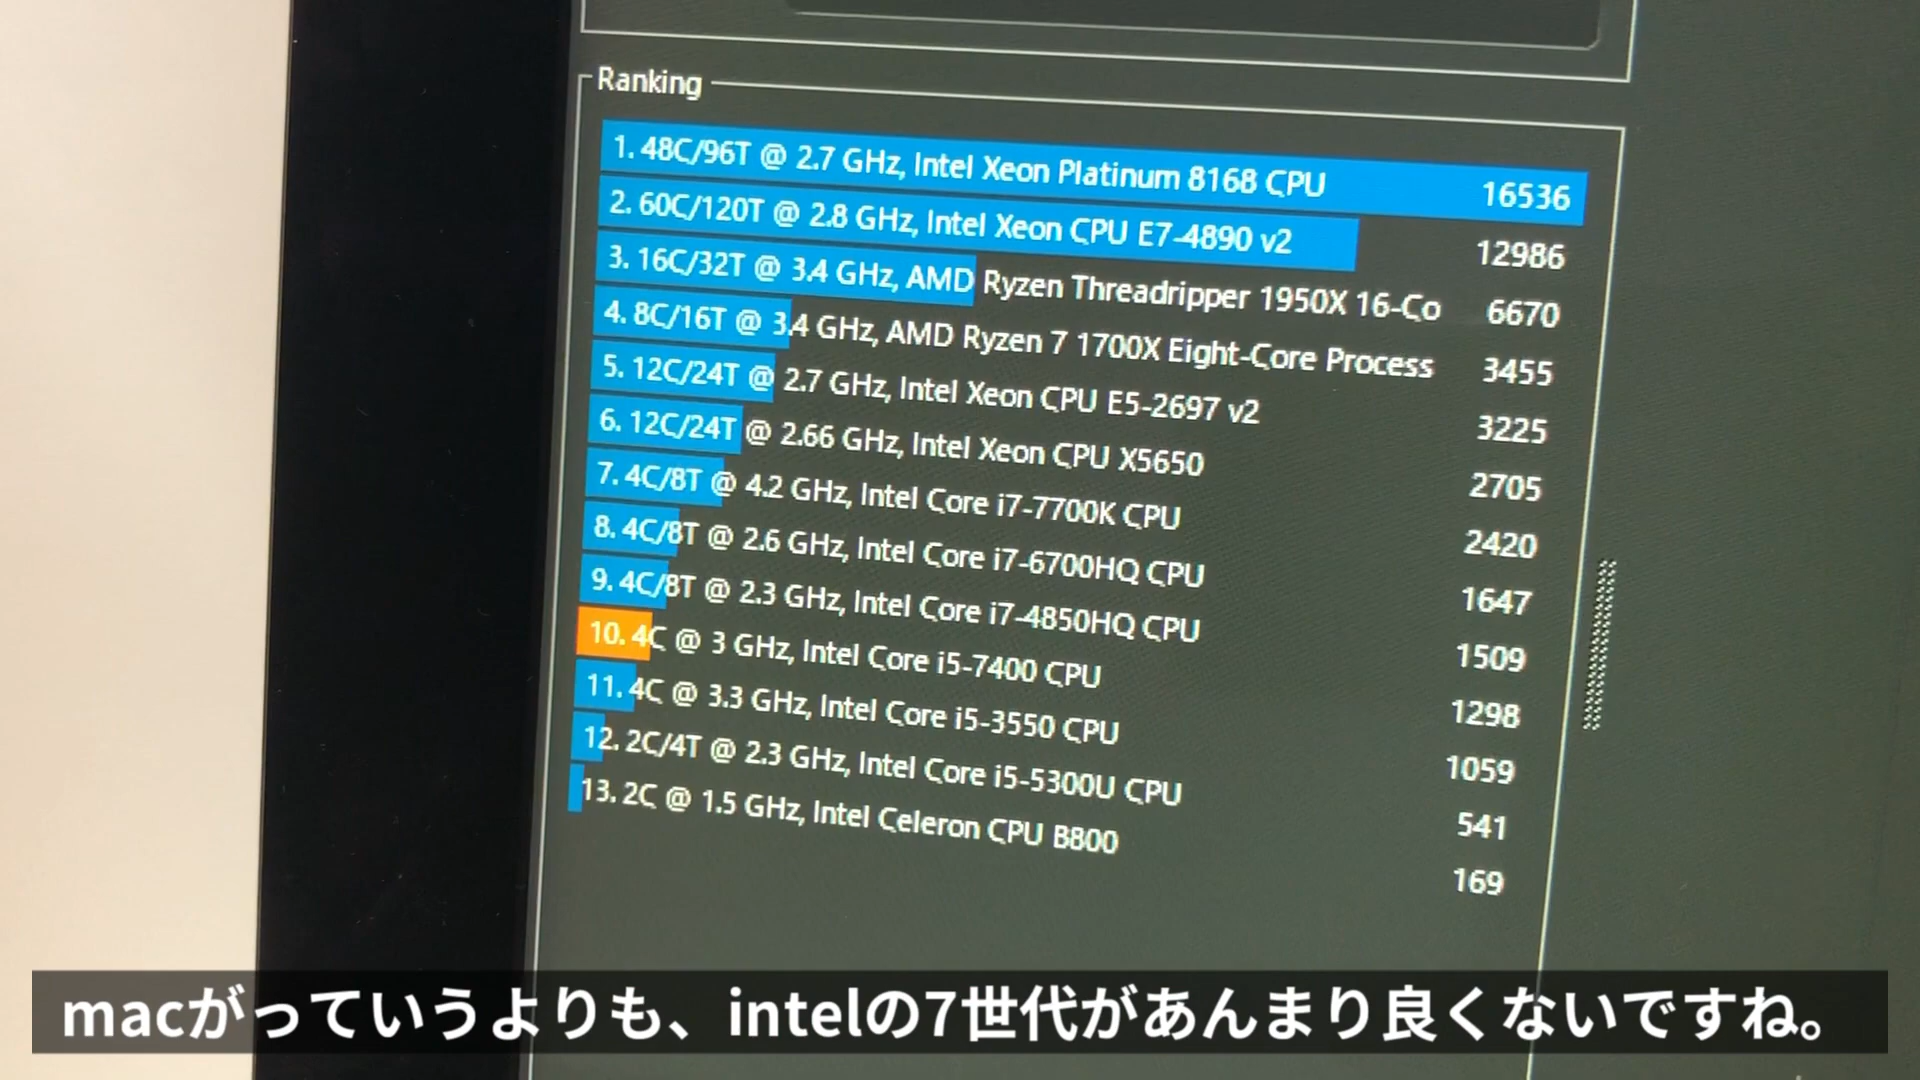 Ranking
1. 48C/96T @ 2.7 GHz, Intel Xeon Platinum 8168 CPU 16536
2. 60C/120T @ 2.8 GHz, Intel Xeon CPU E7-4890 v2 12986
3. 16C/32T @ 3.4 GHz, AMD Ryzen Threadripper 1950X 16-Co 6670
4. 8C/16T @ 3.4 GHz, AMD Ryzen 7 1700X Eight-Core Process 3455
5. 12C/24T @ 2.7 GHz, Intel Xeon CPU E5-2697 v2 3225
6. 12C/24T @ 2.66 GHz, Intel Xeon CPU X5650 2705
7. 4C/8T @ 4.2 GHz, Intel Core i7-7700K CPU 2420
8. 4C/8T @ 2.6 GHz, Intel Core i7-6700HQ CPU 1647
9. 4C/8T @ 2.3 GHz, Intel Core i7-4850HQ CPU 1509
10. 4C @ 3 GHz, Intel Core i5-7400 CPU 1298
11. 4C @ 3.3 GHz, Intel Core i5-3550 CPU 1059
12. 2C/4T @ 2.3 GHz, Intel Core i5-5300U CPU 541
13. 2C @ 1.5 GHz, Intel Celeron CPU B800 169
macがっていうよりも、intelの7世代があんまり良くないですね。